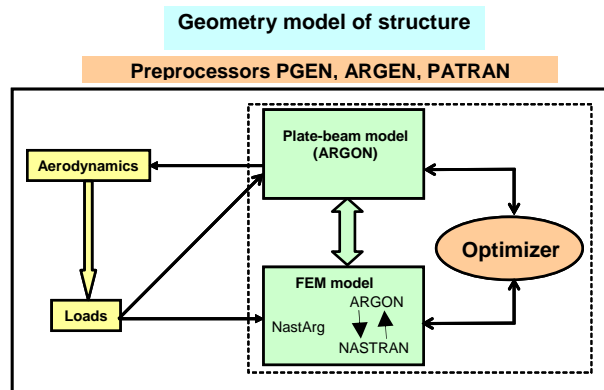 Geometry model of structure
Preprocessors PGEN, ARGEN, PATRAN
Plate-beam model
(ARGON)
Aerodynamics
Optimizer
FEM model
ARGON
NastArg
Loads
NASTRAN